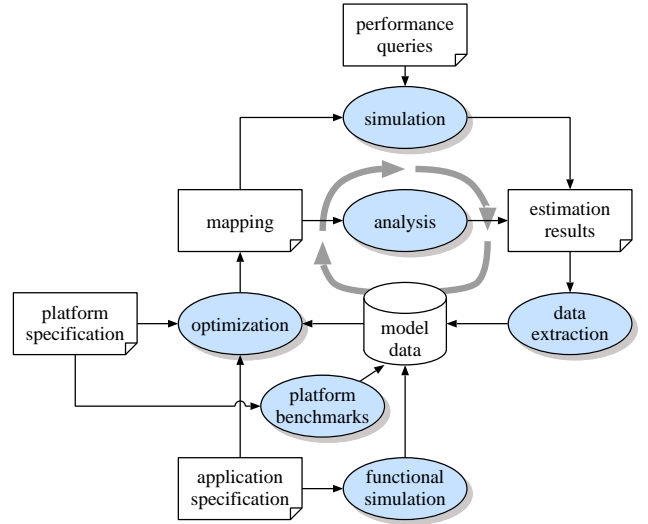 performance
queries
simulation
mapping
analysis
estimation
results
platform
specification
optimization
model
data
data
extraction
platform
benchmarks
application
specification
functional
simulation